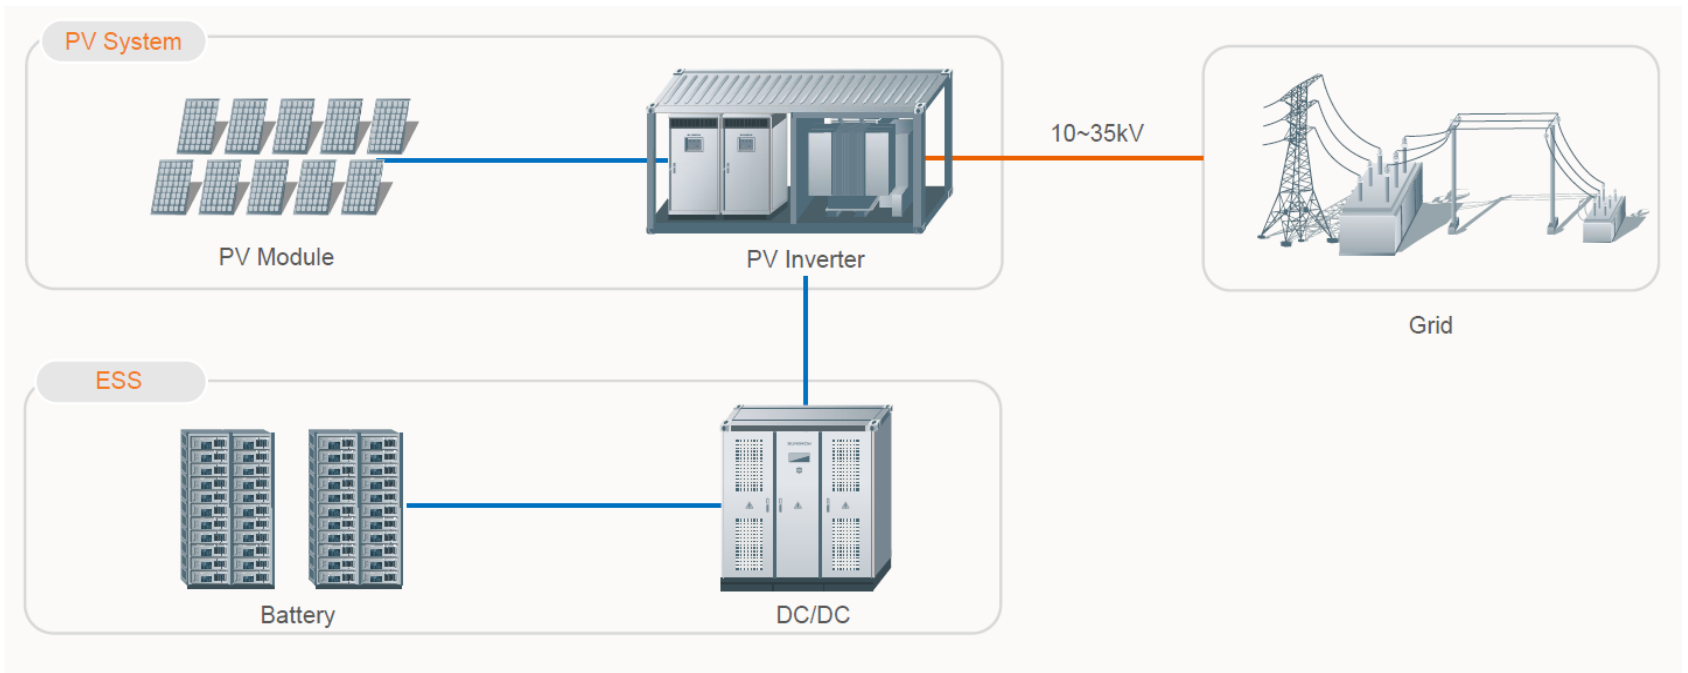 PV System
10~35kV
PV Module
PV Inverter
Grid
ESS
Battery
DC/DC